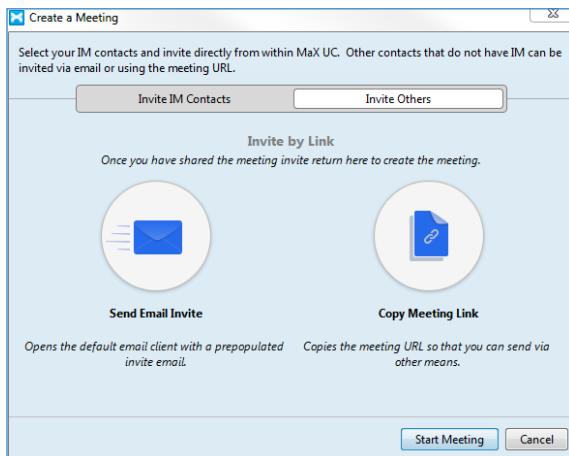 Create a Meeting
Select your IM contacts and invite directly from within MaX UC. Other contacts that do not have IM can be
invited via email or using the meeting URL.
Invite IM Contacts
Invite Others
Invite by Link
Once you have shared the meeting invite return here to create the meeting.
Send Email Invite
Opens the default email client with a prepopulated
invite email.
Copy Meeting Link
Copies the meeting URL so that you can send via
other means.
Start Meeting
Cancel